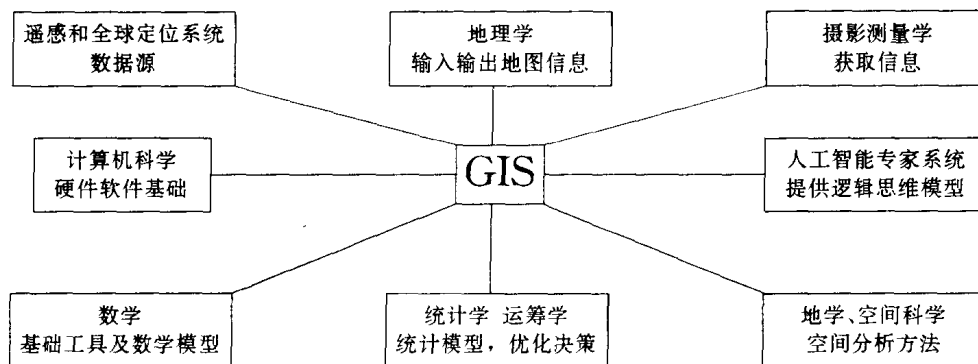 遥感和全球定位系统
数据源
地理学
输入输出地图信息
摄影测量学
获取信息
计算机科学
硬件软件基础
GIS
人工智能专家系统
提供逻辑思维模型
数学
基础工具及数学模型
统计学 运筹学
统计模型，优化决策
地学、空间科学
空间分析方法